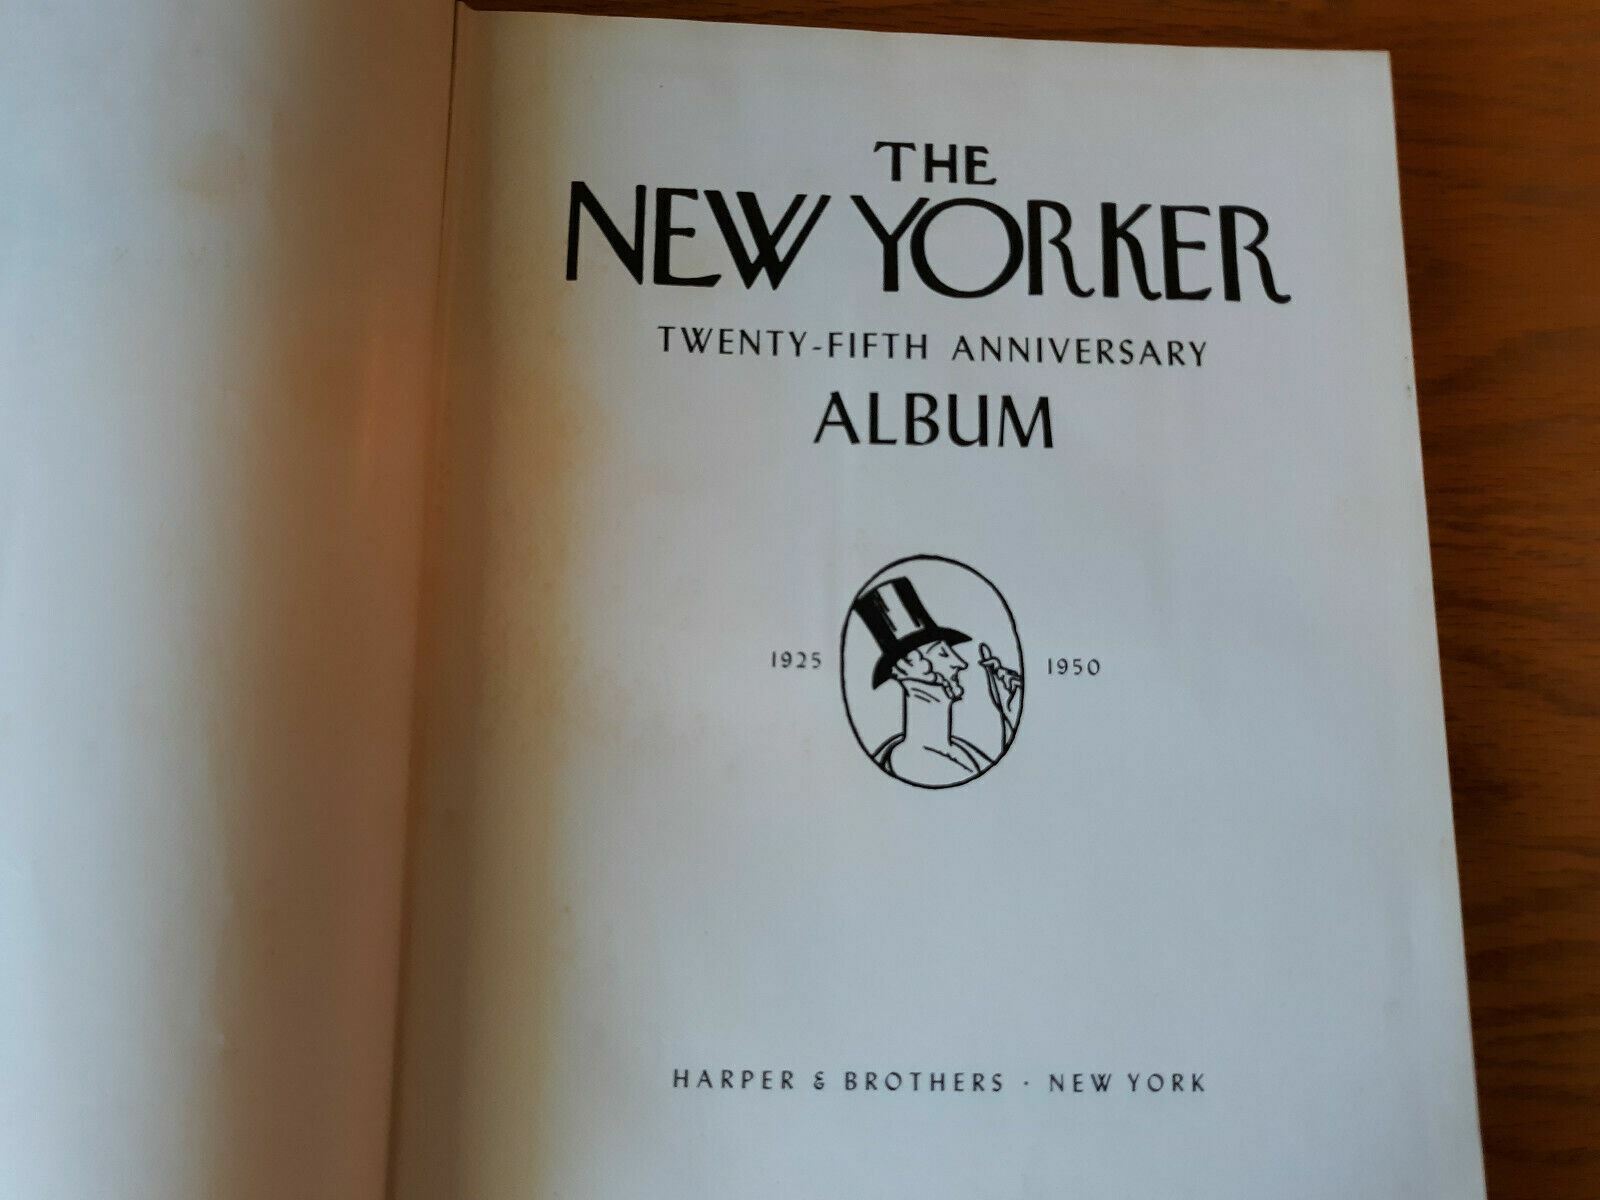 THE
NEW YORKER
TWENTY-FIFTH ANNIVERSARY
ALBUM
1925 1950
HARPER & BROTHERS · NEW YORK